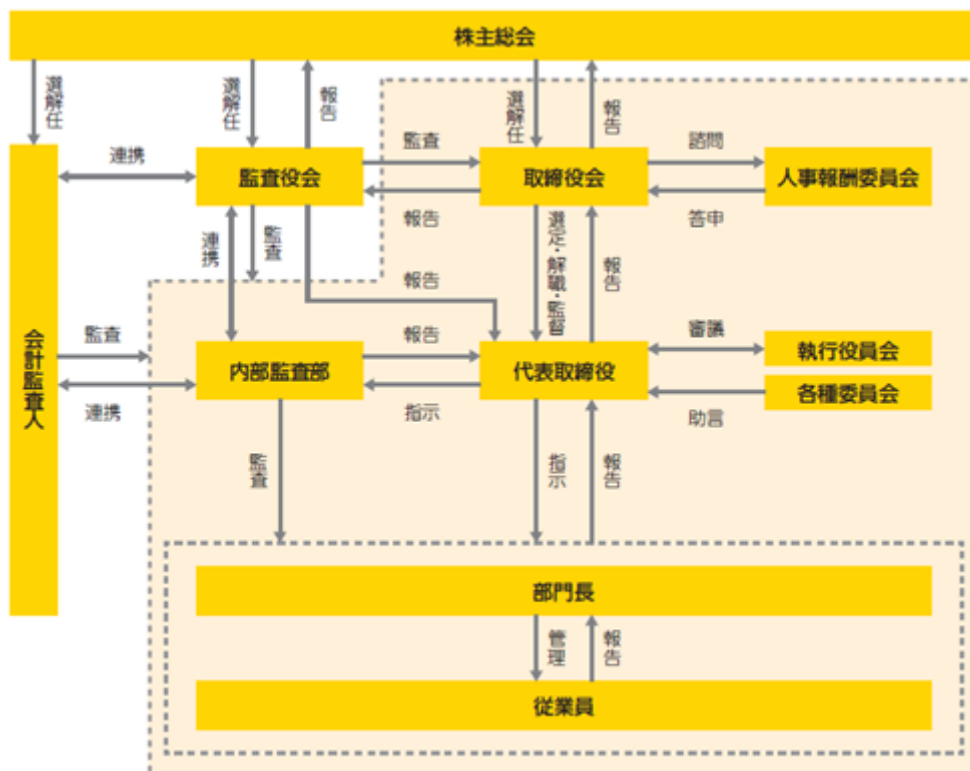 株主総会
選解任
選解任
報告
選解任
報告
連携
監査役会
監査
報告
取締役会
諮問
答申
人事報酬委員会
連携
監査
報告
選定・解職・監督
報告
会計監査人
監査
連携
内部監査部
報告
指示
代表取締役
審議
執行役員会
助言
各種委員会
監査
指示
報告
部門長
管理
報告
従業員